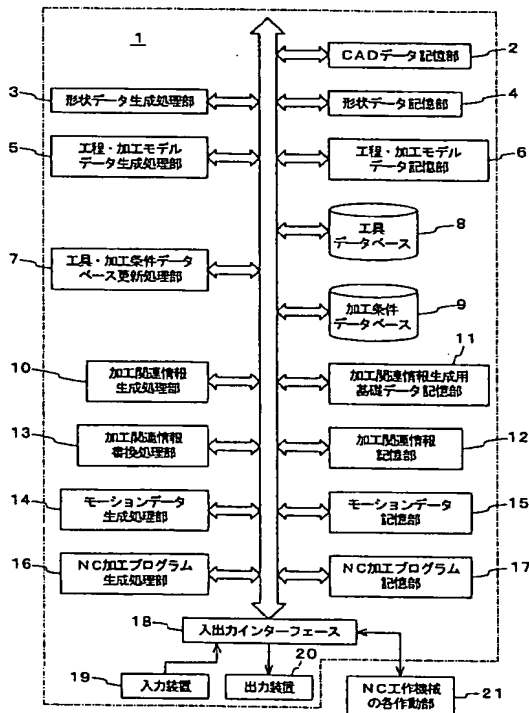 1
2
CADデータ記憶部
3
形状データ生成処理部
4
形状データ記憶部
5
工程・加工モデル
データ生成処理部
6
工程・加工モデル
データ記憶部
7
工具・加工条件データ
ベース更新処理部
8
工具
データベース
9
加工条件
データベース
10
加工関連情報
生成処理部
11
加工関連情報生成用
基礎データ記憶部
13
加工関連情報
書換処理部
12
加工関連情報
記憶部
14
モーションデータ
生成処理部
15
モーションデータ
記憶部
16
NC加工プログラム
生成処理部
17
NC加工プログラム
記憶部
18
入出力インターフェース
19
入力装置
20
出力装置
21
NC工作機械
の各作動部